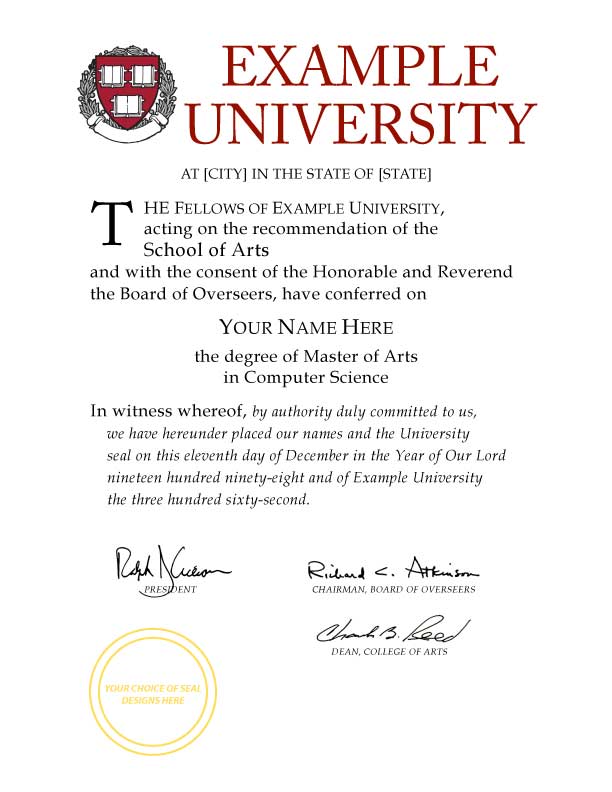 EXAMPLE
UNIVERSITY
AT [CITY] IN THE STATE OF [STATE]
THE FELLOWS OF EXAMPLE UNIVERSITY,
acting on the recommendation of the
School of Arts
and with the consent of the Honorable and Reverend
the Board of Overseers, have conferred on
YOUR NAME HERE
the degree of Master of Arts
in Computer Science
In witness whereof, by authority duly committed to us,
we have hereunder placed our names and the University
seal on this eleventh day of December in the Year of Our Lord
nineteen hundred ninety-eight and of Example University
the three hundred sixty-second.
Ralph
Richard C. Atkinson
PRESIDENT
CHAIRMAN, BOARD OF OVERSEERS
B. Reed
DEAN, COLLEGE OF ARTS
YOUR CHOICE OF SEAL
DESIGNS HERE